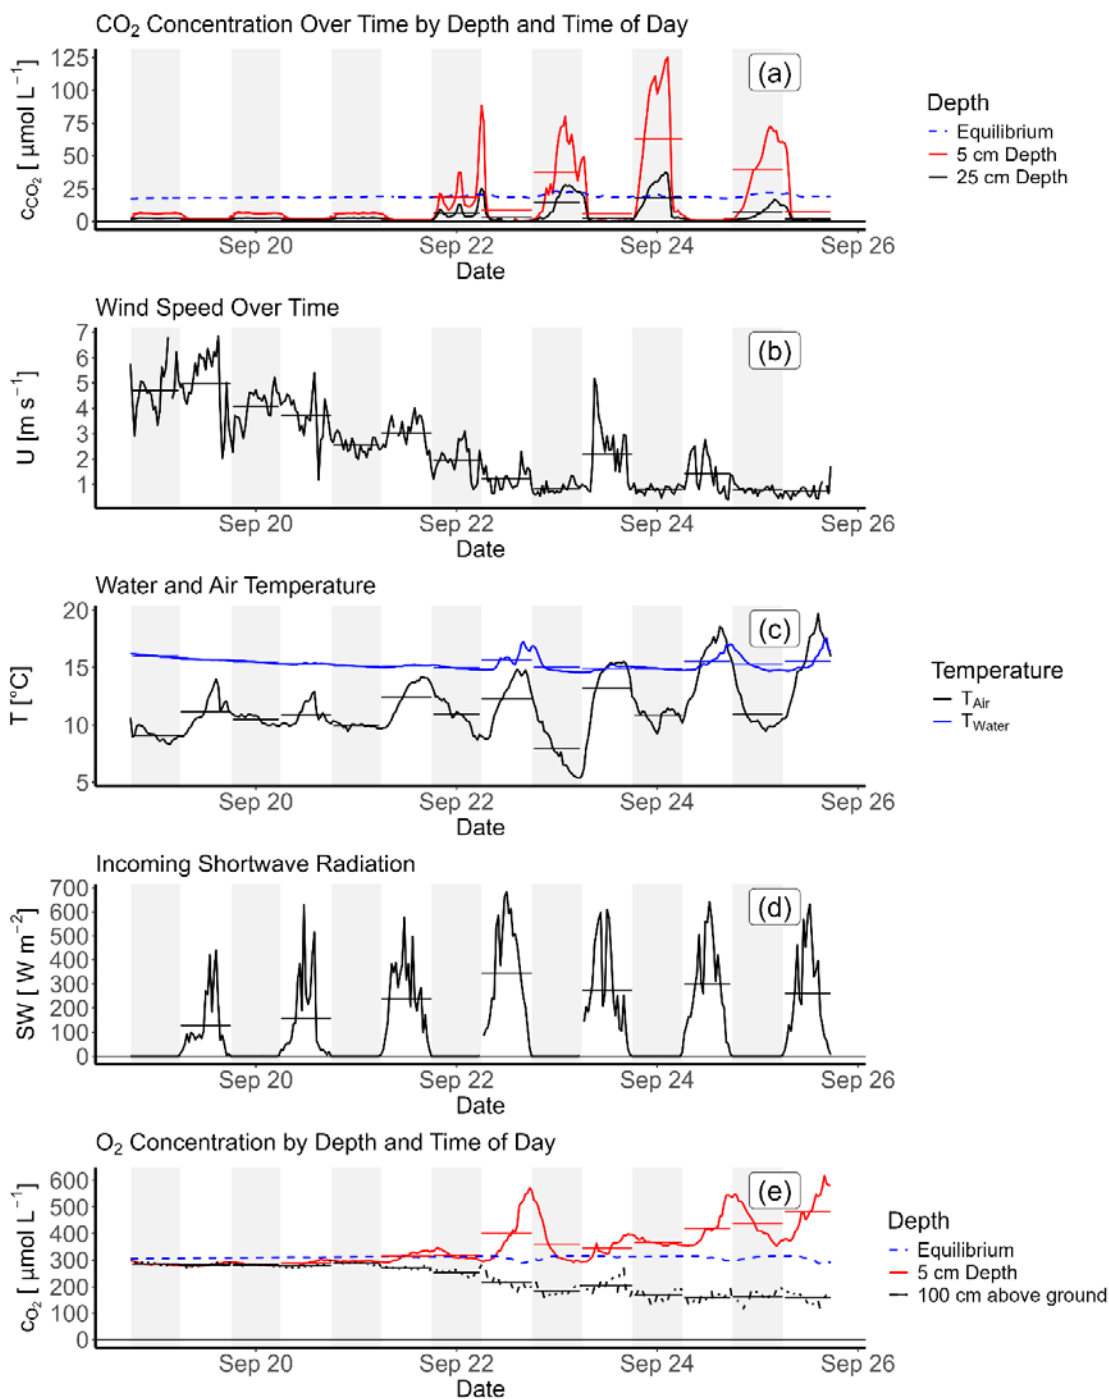 CO₂ Concentration Over Time by Depth and Time of Day
c_CO₂ [ µmol L⁻¹]
125
100
75
50
25
0
(a)
Sep 20 Sep 22 Sep 24 Sep 26
Date
Depth
Equilibrium
5 cm Depth
25 cm Depth
Wind Speed Over Time
U [m s⁻¹]
7
6
5
4
3
2
1
(b)
Sep 20 Sep 22 Sep 24 Sep 26
Date
Water and Air Temperature
T [°C]
20
15
10
5
(c)
Sep 20 Sep 22 Sep 24 Sep 26
Date
Temperature
T_Air
T_Water
Incoming Shortwave Radiation
SW [ W m⁻²]
700
600
500
400
300
200
100
0
(d)
Sep 20 Sep 22 Sep 24 Sep 26
Date
O₂ Concentration by Depth and Time of Day
c_O₂ [ µmol L⁻¹]
600
500
400
300
200
100
0
(e)
Sep 20 Sep 22 Sep 24 Sep 26
Date
Depth
Equilibrium
5 cm Depth
100 cm above ground